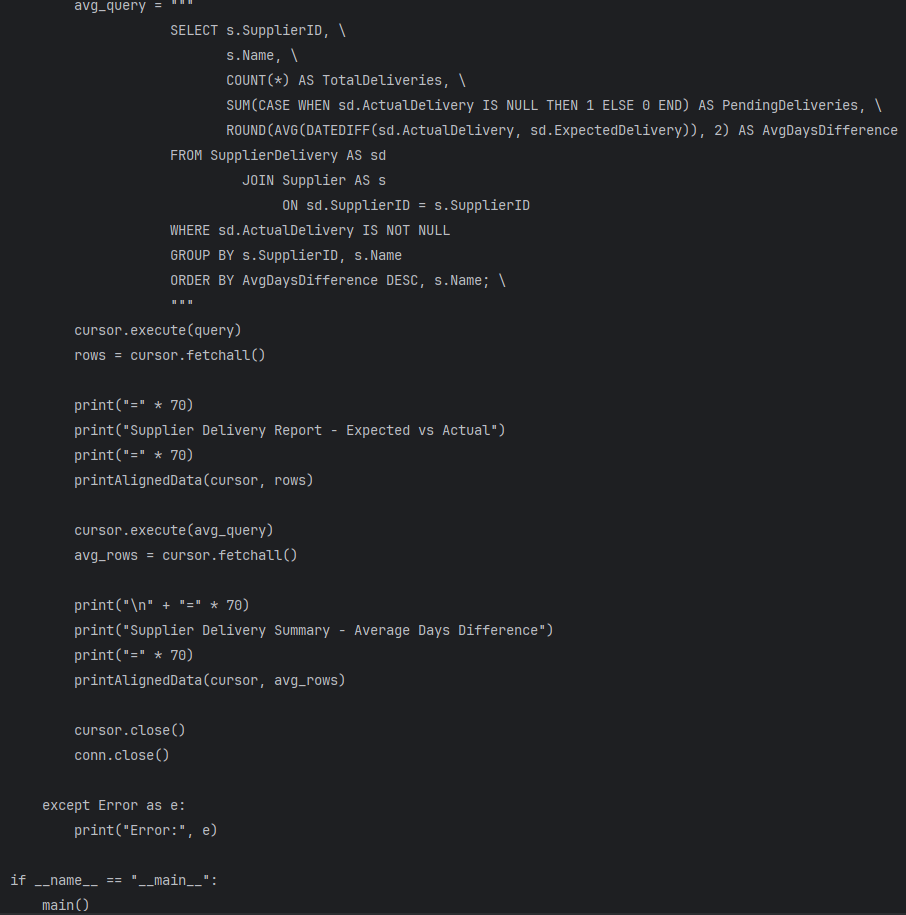 avg_query = """
                    SELECT s.SupplierID, \
                           s.Name, \
                           COUNT(*) AS TotalDeliveries, \
                           SUM(CASE WHEN sd.ActualDelivery IS NULL THEN 1 ELSE 0 END) AS PendingDeliveries, \
                           ROUND(AVG(DATEDIFF(sd.ActualDelivery, sd.ExpectedDelivery)), 2) AS AvgDaysDifference
                    FROM SupplierDelivery AS sd
                             JOIN Supplier AS s
                                  ON sd.SupplierID = s.SupplierID
                    WHERE sd.ActualDelivery IS NOT NULL
                    GROUP BY s.SupplierID, s.Name
                    ORDER BY AvgDaysDifference DESC, s.Name; \
                    """
        cursor.execute(query)
        rows = cursor.fetchall()

        print("=" * 70)
        print("Supplier Delivery Report - Expected vs Actual")
        print("=" * 70)
        printAlignedData(cursor, rows)

        cursor.execute(avg_query)
        avg_rows = cursor.fetchall()

        print("\n" + "=" * 70)
        print("Supplier Delivery Summary - Average Days Difference")
        print("=" * 70)
        printAlignedData(cursor, avg_rows)

        cursor.close()
        conn.close()

    except Error as e:
        print("Error:", e)

if __name__ == "__main__":
    main()